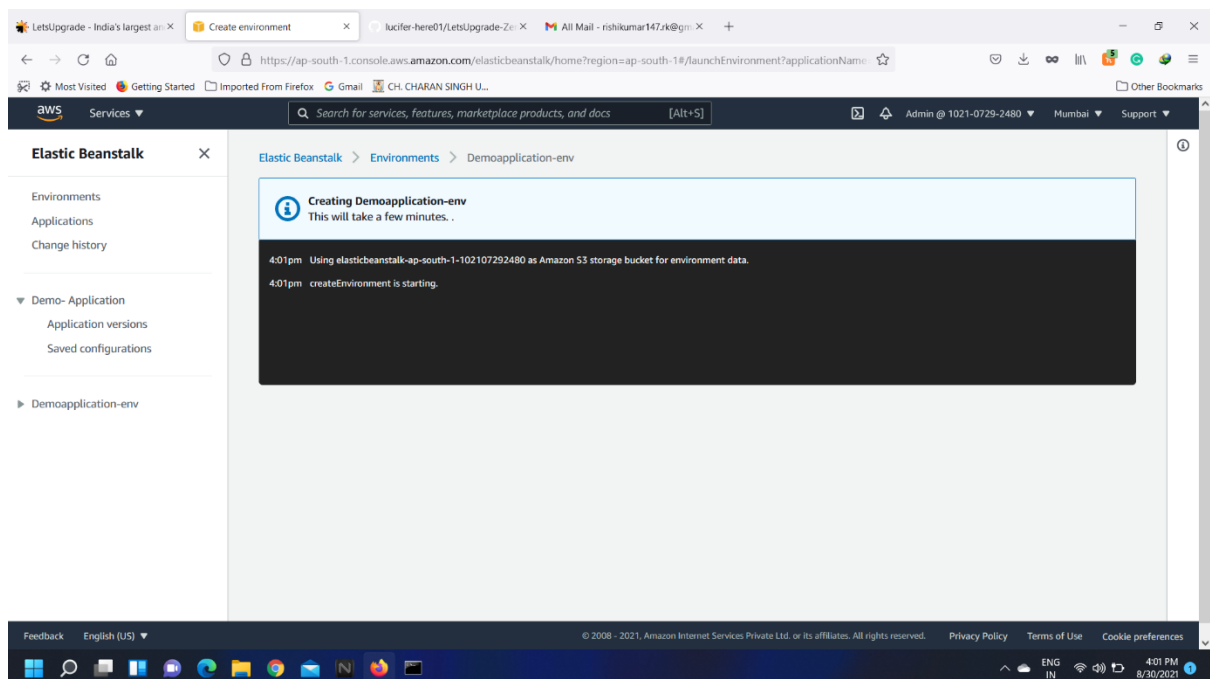 LetsUpgrade - India's largest an
Create environment
lucifer-here01/LetsUpgrade-Ze
All Mail - rishikumar147.rk@gm
https://ap-south-1.console.aws.amazon.com/elasticbeanstalk/home?region=ap-south-1#/launchEnvironment?applicationName
5
Most Visited
Getting Started
Imported From Firefox
Gmail
CH. CHARAN SINGH U...
Other Bookmarks
aws
Services ▼
Search for services, features, marketplace products, and docs
[Alt+S]
Admin @ 1021-0729-2480 ▼
Mumbai ▼
Support ▼
Elastic Beanstalk
Environments
Applications
Change history
Demo- Application
Application versions
Saved configurations
Demoapplication-env
Elastic Beanstalk > Environments > Demoapplication-env
Creating Demoapplication-env
This will take a few minutes. .
4:01pm Using elasticbeanstalk-ap-south-1-102107292480 as Amazon S3 storage bucket for environment data.
4:01pm createEnvironment is starting.
Feedback
English (US) ▼
© 2008 - 2021, Amazon Internet Services Private Ltd. or its affiliates. All rights reserved.
Privacy Policy
Terms of Use
Cookie preferences
ENG
IN
4:01 PM
8/30/2021
1